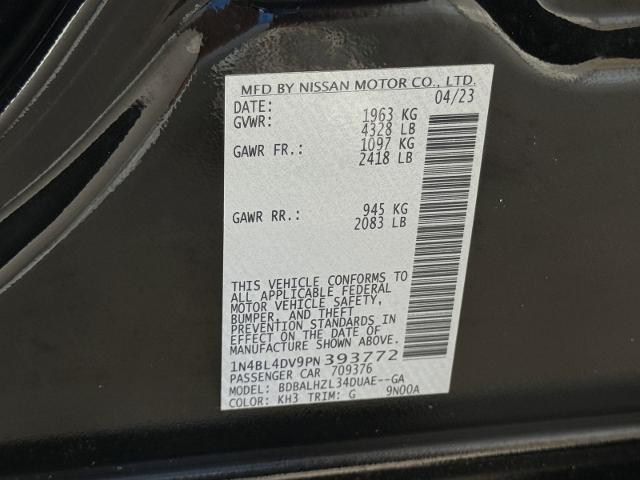 MFD BY NISSAN MOTOR CO., LTD.
DATE: 04/23
GVWR: 1963 KG
4328 LB
GAWR FR.: 1097 KG
2418 LB
GAWR RR.: 945 KG
2083 LB
THIS VEHICLE CONFORMS TO
ALL APPLICABLE FEDERAL
MOTOR VEHICLE SAFETY,
BUMPER, AND THEFT
PREVENTION STANDARDS IN
EFFECT ON THE DATE OF
MANUFACTURE SHOWN ABOVE.
1N4BL4DV9PN393772
PASSENGER CAR 709376
MODEL: BDBALHZL34DUAE--GA
COLOR: KH3 TRIM: G 9N00A